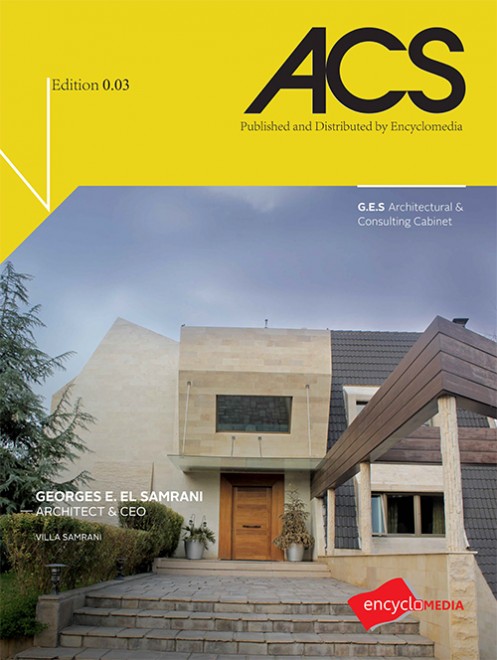 Edition 0.03
ACS
Published and Distributed by Encyclomedia
G.E.S Architectural &
Consulting Cabinet
GEORGES E. EL SAMRANI
ARCHITECT & CEO
VILLA SAMRANI
encycloMEDIA